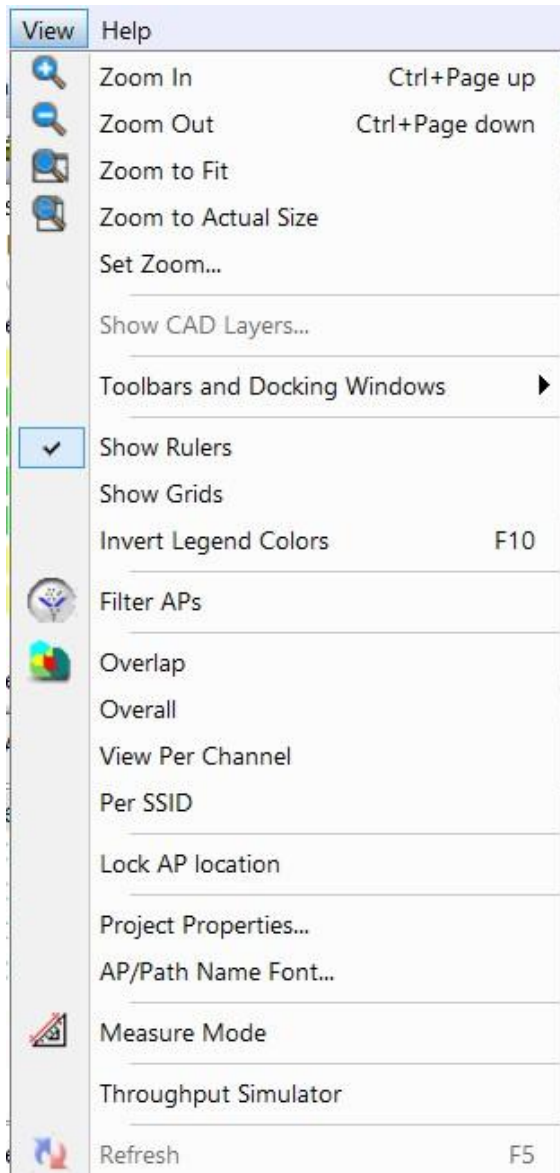 View Help
Zoom In Ctrl+Page up
Zoom Out Ctrl+Page down
Zoom to Fit
Zoom to Actual Size
Set Zoom...
Show CAD Layers...
Toolbars and Docking Windows
Show Rulers
Show Grids
Invert Legend Colors F10
Filter APs
Overlap
Overall
View Per Channel
Per SSID
Lock AP location
Project Properties...
AP/Path Name Font...
Measure Mode
Throughput Simulator
Refresh F5